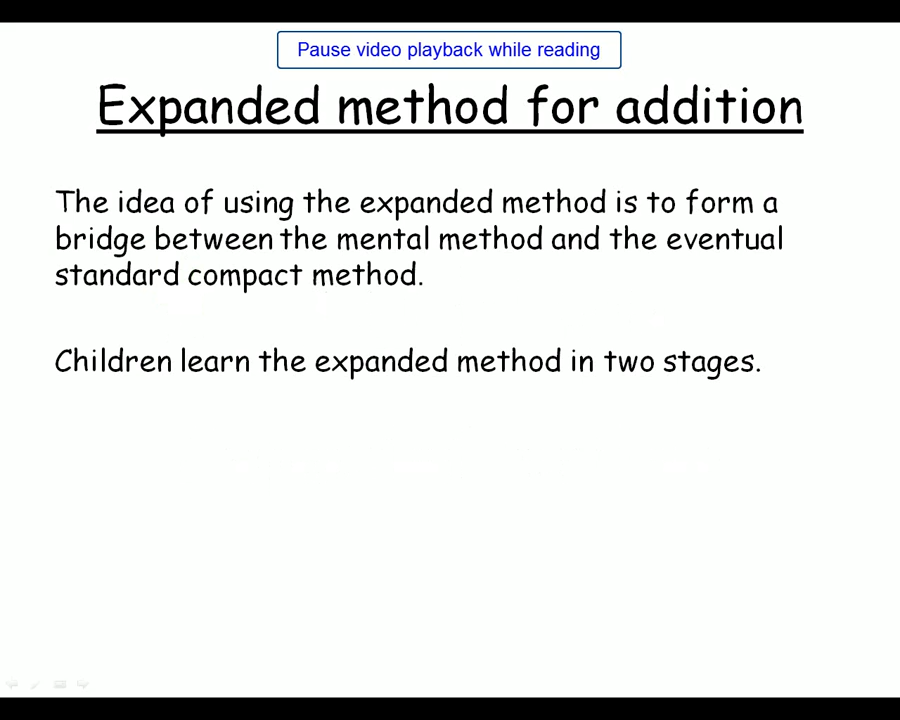 Pause video playback while reading
Expanded method for addition
The idea of using the expanded method is to form a
bridge between the mental method and the eventual
standard compact method.
Children learn the expanded method in two stages.